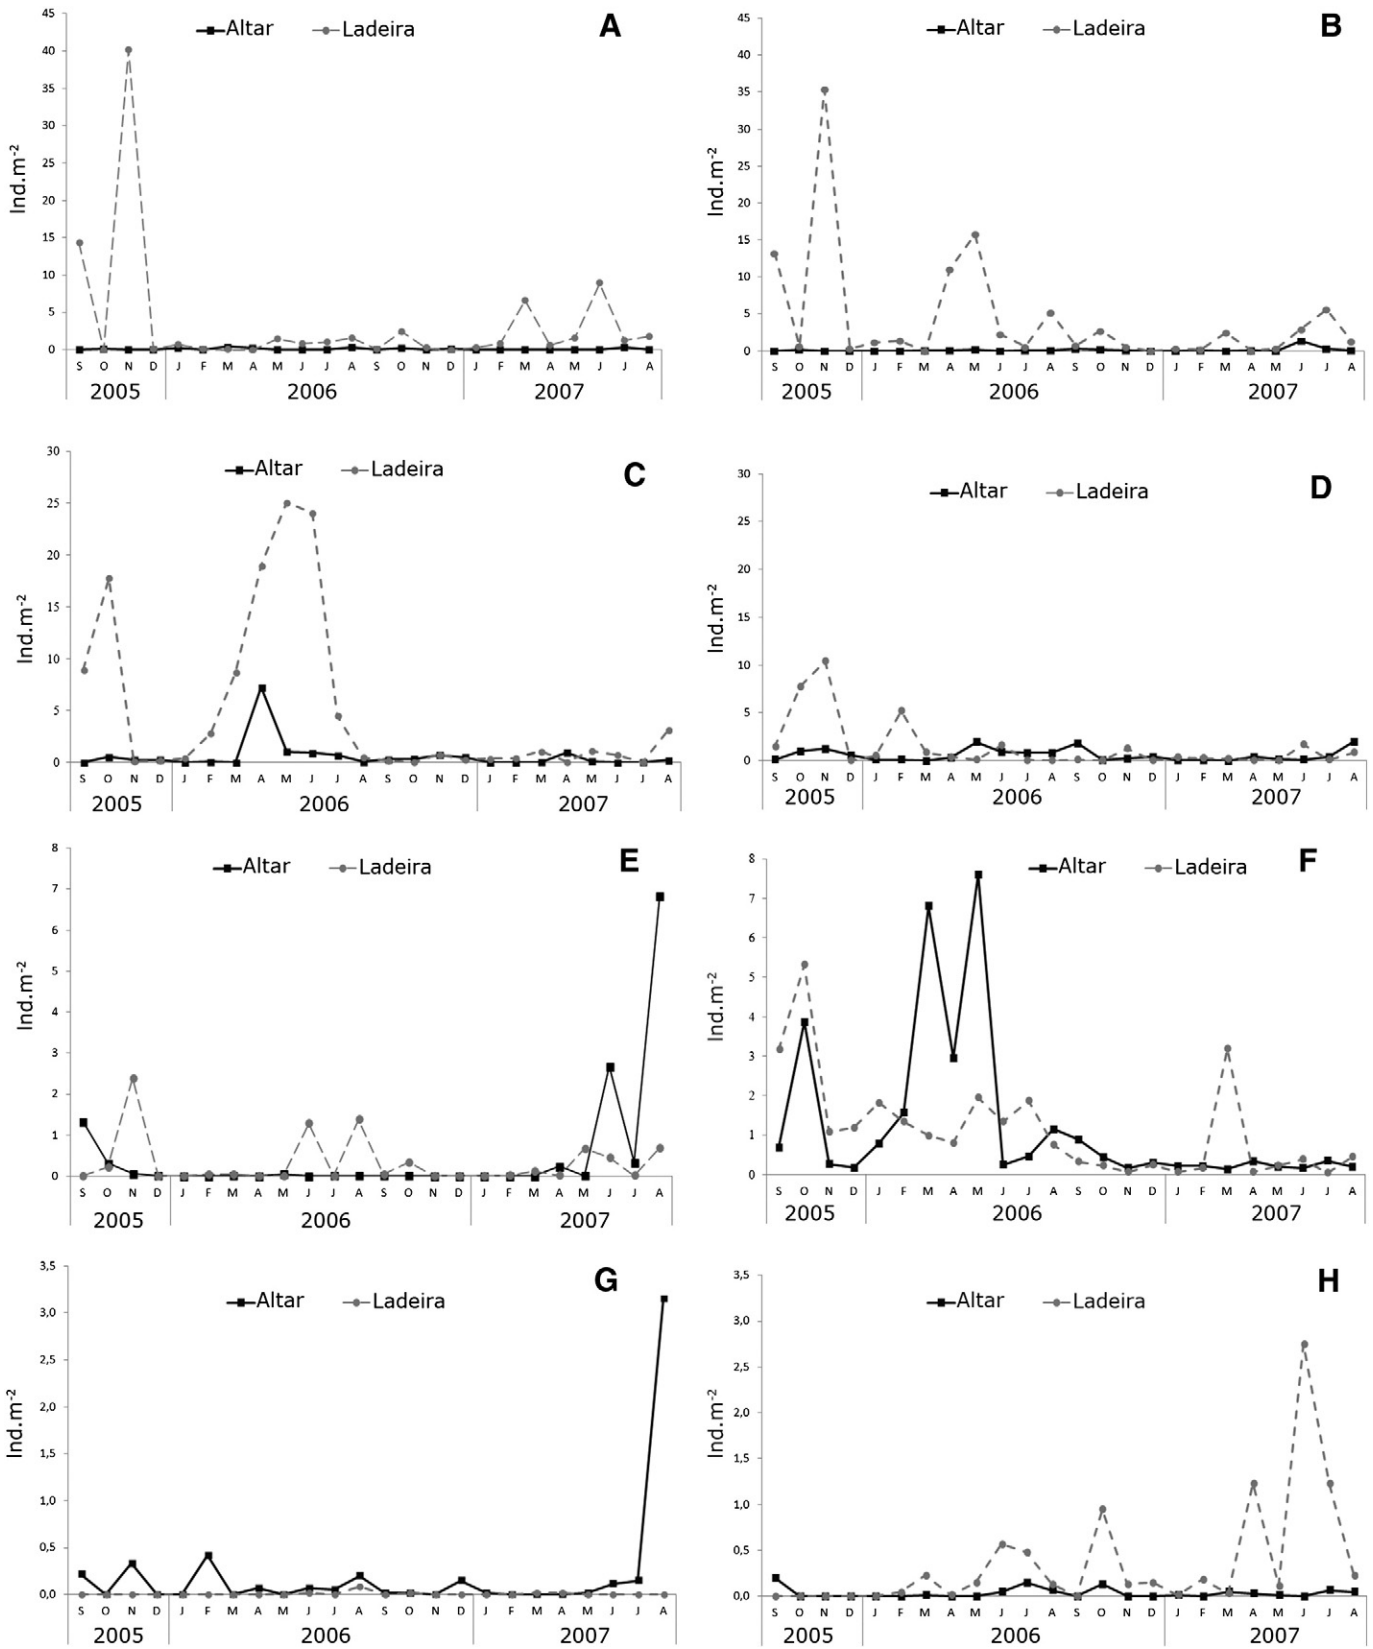 Altar Ladeira A
45
40
35
30
25
20
15
10
5
0
Ind.m-2
S O N D J F M A M J J A S O N D J F M A M J J A
2005 2006 2007
Altar Ladeira B
45
40
35
30
25
20
15
10
5
0
Ind.m-2
S O N D J F M A M J J A S O N D J F M A M J J A
2005 2006 2007
Altar Ladeira C
30
25
20
15
10
5
0
Ind.m-2
S O N D J F M A M J J A S O N D J F M A M J J A
2005 2006 2007
Altar Ladeira D
30
25
20
15
10
5
0
Ind.m-2
S O N D J F M A M J J A S O N D J F M A M J J A
2005 2006 2007
Altar Ladeira E
8
7
6
5
4
3
2
1
0
Ind.m-2
S O N D J F M A M J J A S O N D J F M A M J J A
2005 2006 2007
Altar Ladeira F
8
7
6
5
4
3
2
1
0
Ind.m-2
S O N D J F M A M J J A S O N D J F M A M J J A
2005 2006 2007
Altar Ladeira G
3,5
3,0
2,5
2,0
1,5
1,0
0,5
0,0
Ind.m-2
S O N D J F M A M J J A S O N D J F M A M J J A
2005 2006 2007
Altar Ladeira H
3,5
3,0
2,5
2,0
1,5
1,0
0,5
0,0
Ind.m-2
S O N D J F M A M J J A S O N D J F M A M J J A
2005 2006 2007